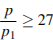 p/p₁ ≥ 27